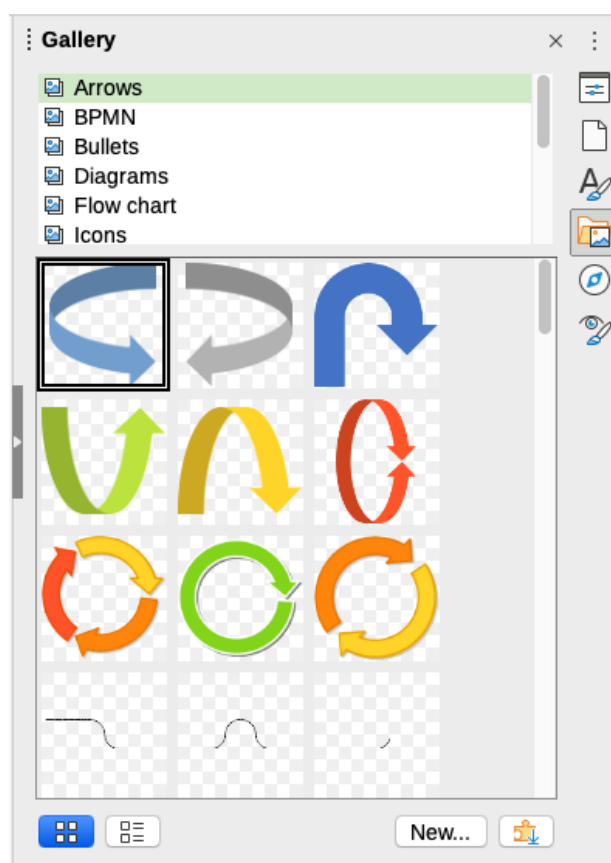 Gallery
Arrows
BPMN
Bullets
Diagrams
Flow chart
Icons
New...